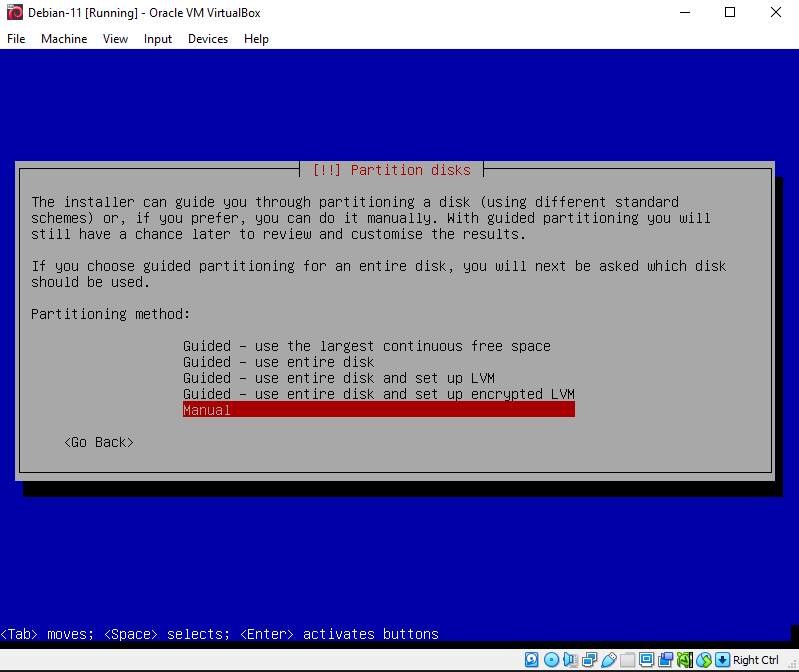 Debian-11 [Running] - Oracle VM VirtualBox
File Machine View Input Devices Help
[!!] Partition disks
The installer can guide you through partitioning a disk (using different standard
schemes) or, if you prefer, you can do it manually. With guided partitioning you will
still have a chance later to review and customise the results.
If you choose guided partitioning for an entire disk, you will next be asked which disk
should be used.
Partitioning method:
Guided - use the largest continuous free space
Guided - use entire disk
Guided - use entire disk and set up LVM
Guided - use entire disk and set up encrypted LVM
Manual
<Go Back>
<Tab> moves; <Space> selects; <Enter> activates buttons
Right Ctrl